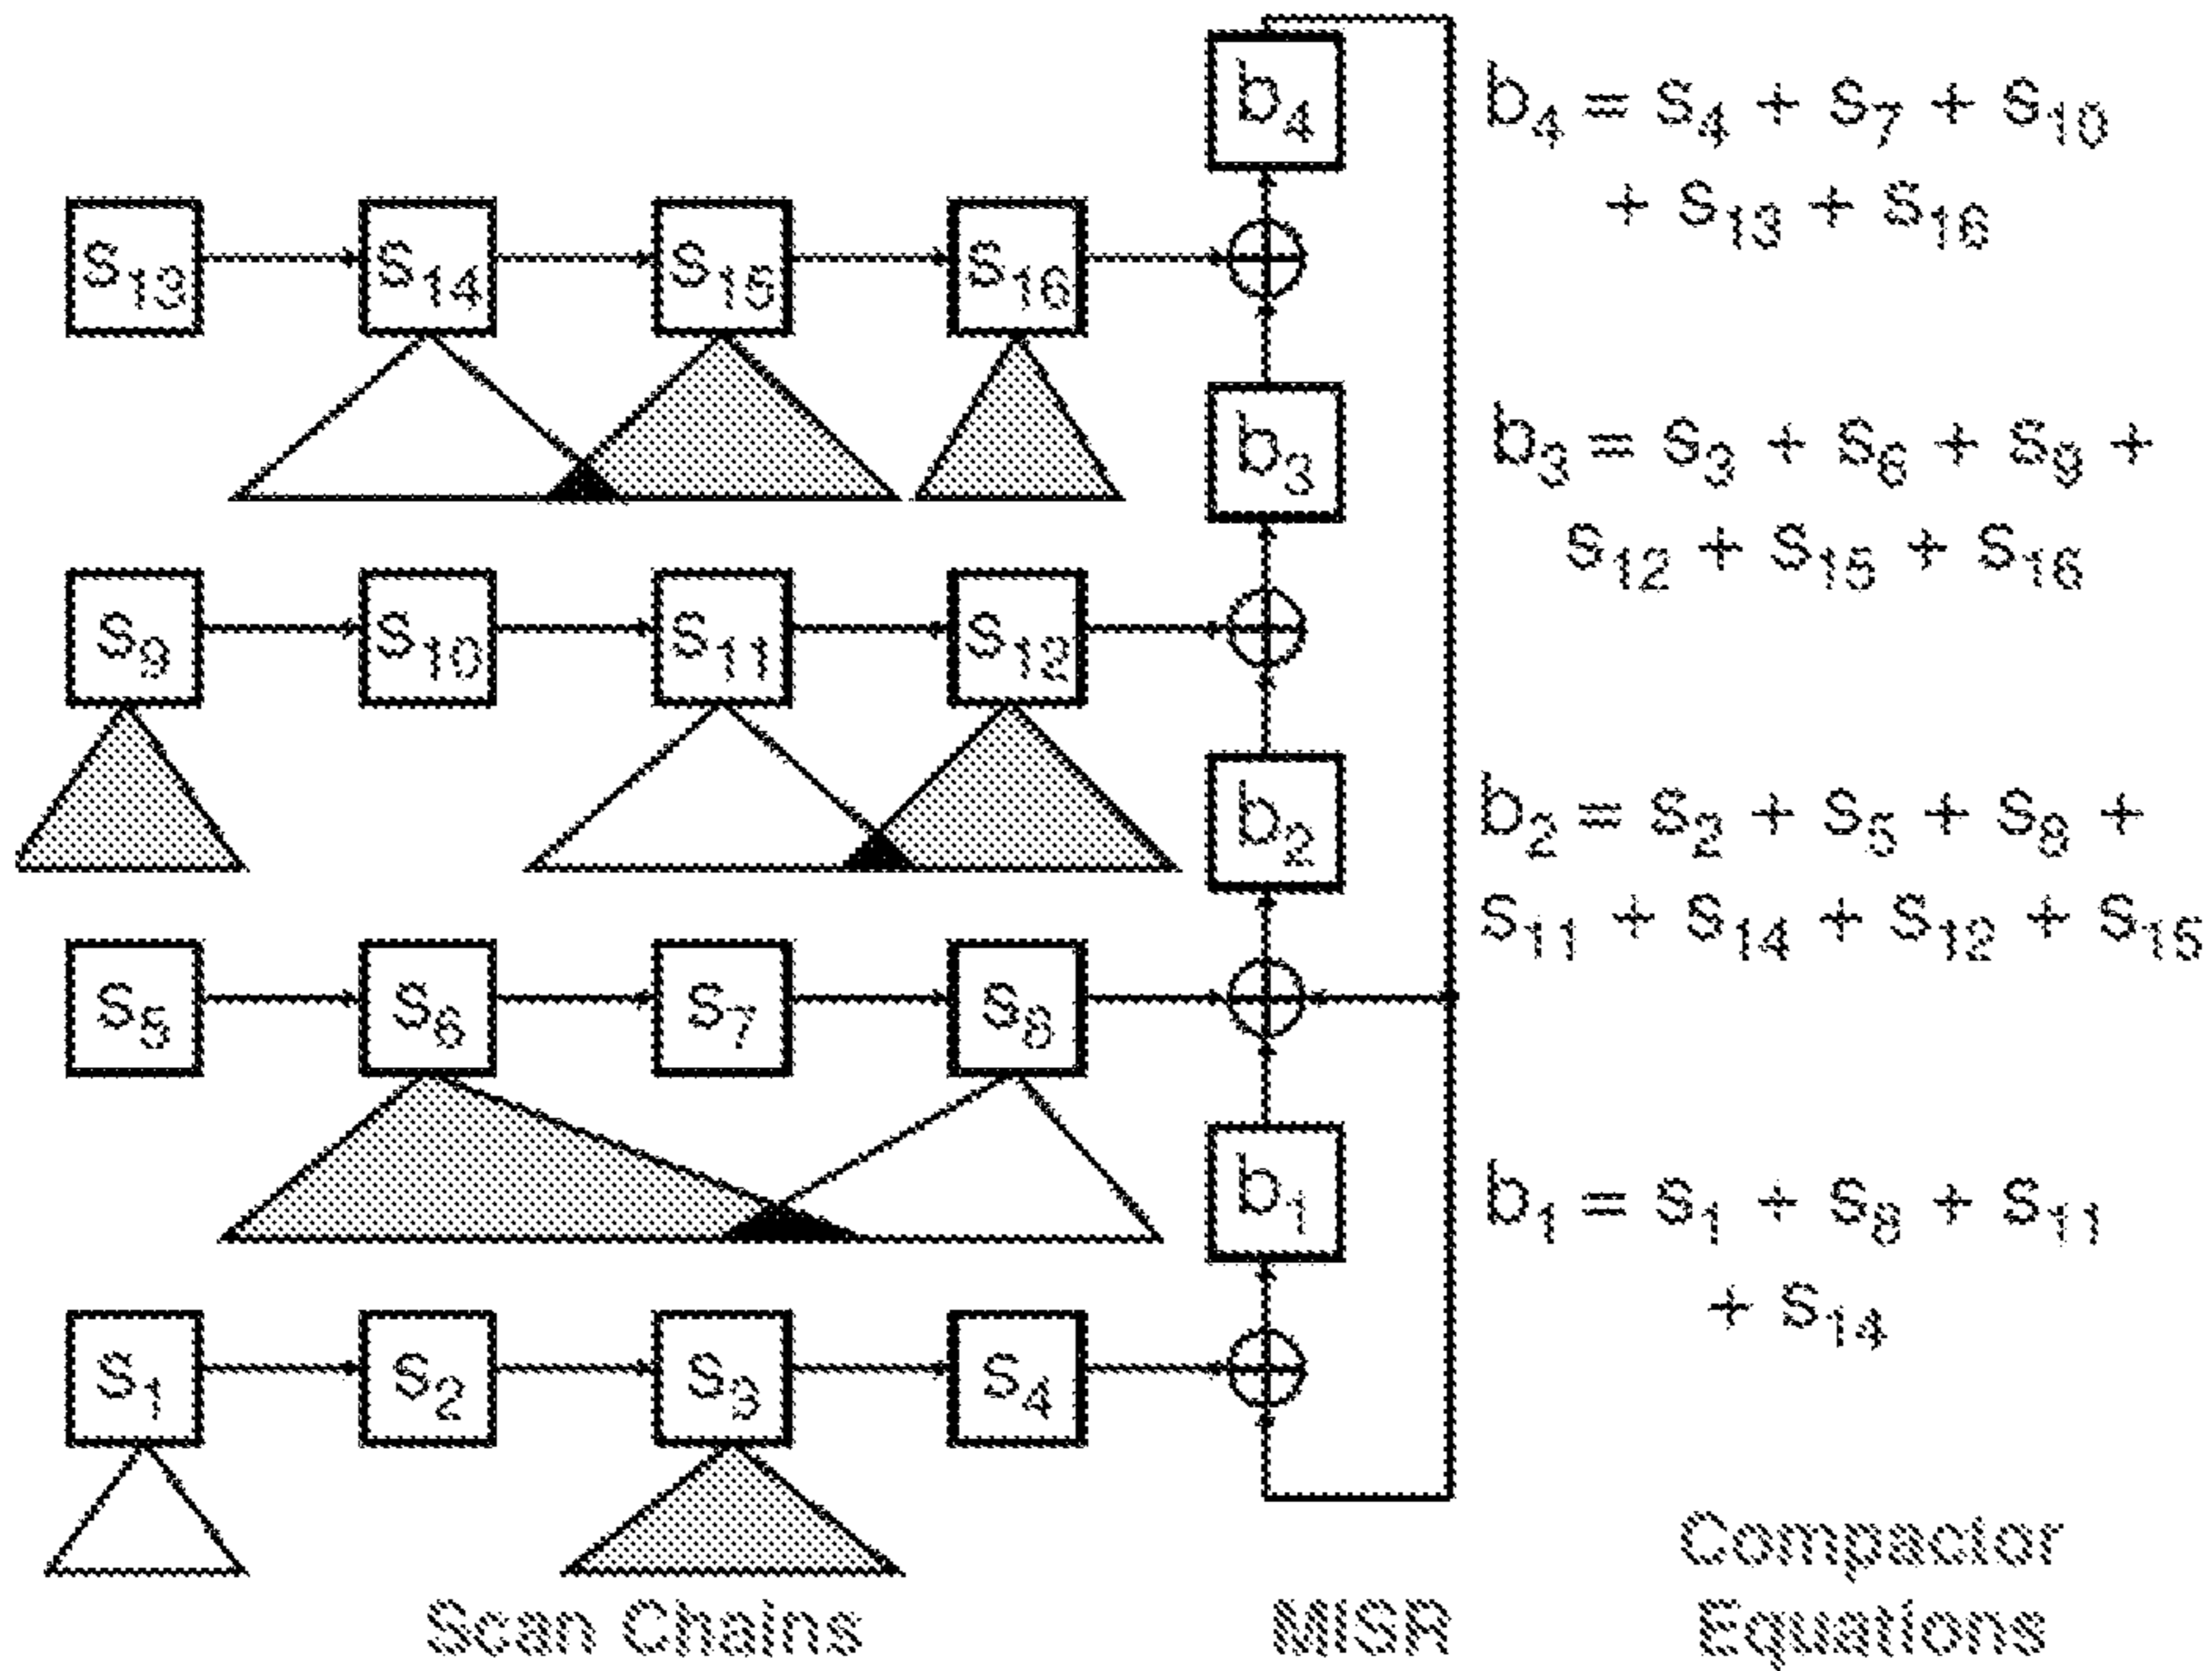 b₄
b₄ = s₄ + s₇ + s₁₀
+ s₁₃ + s₁₆
s₁₃ s₁₄ s₁₅ s₁₆
b₃
b₃ = s₃ + s₆ + s₉ +
s₁₂ + s₁₅ + s₁₆
s₉ s₁₀ s₁₁ s₁₂
b₂
b₂ = s₂ + s₅ + s₈ +
s₁₁ + s₁₄ + s₁₂ + s₁₅
s₅ s₆ s₇ s₈
b₁
b₁ = s₁ + s₈ + s₁₁
+ s₁₄
s₁ s₂ s₃ s₄
Scan Chains
MISR
Compactor
Equations